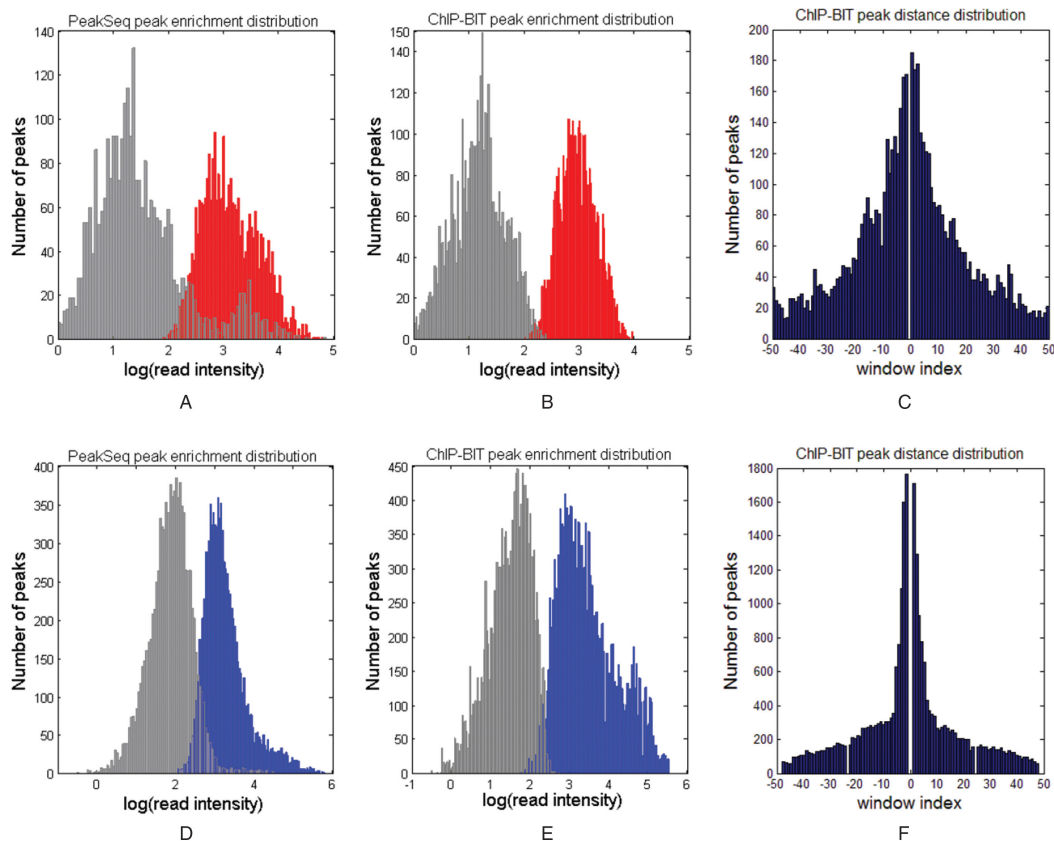 PeakSeq peak enrichment distribution
140
120
100
80
60
40
20
0
Number of peaks
0 1 2 3 4 5
log(read intensity)
A
ChIP-BIT peak enrichment distribution
150
100
50
0
Number of peaks
0 1 2 3 4 5
log(read intensity)
B
ChIP-BIT peak distance distribution
200
180
160
140
120
100
80
60
40
20
0
Number of peaks
-50 -40 -30 -20 -10 0 10 20 30 40 50
window index
C
PeakSeq peak enrichment distribution
400
350
300
250
200
150
100
50
0
Number of peaks
0 2 4 6
log(read intensity)
D
ChIP-BIT peak enrichment distribution
450
400
350
300
250
200
150
100
50
0
Number of peaks
-1 0 1 2 3 4 5 6
log(read intensity)
E
ChIP-BIT peak distance distribution
1800
1600
1400
1200
1000
800
600
400
200
0
Number of peaks
-50 -40 -30 -20 -10 0 10 20 30 40 50
window index
F